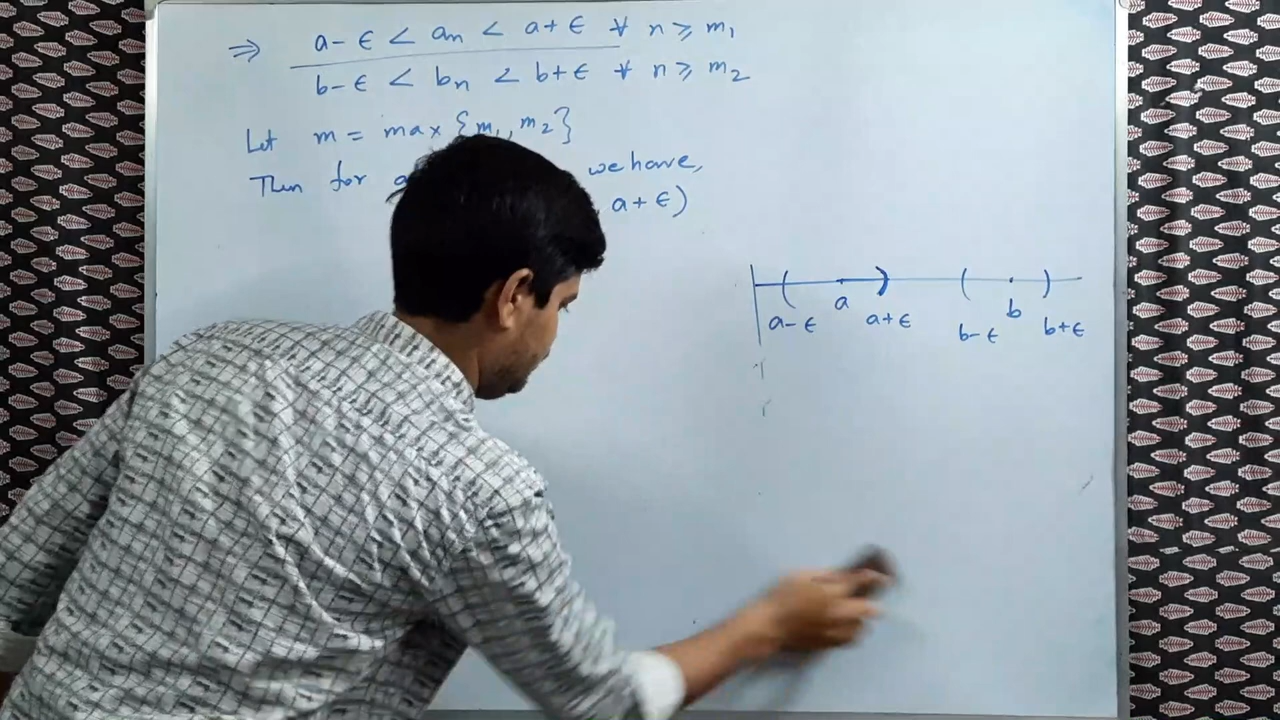 ⇒ a - ϵ < aₙ < a + ϵ ∀ n ≥ m₁
b - ϵ < bₙ < b + ϵ ∀ n ≥ m₂
Let m = max {m₁, m₂}
Then for we have,
a + ϵ)
( a ) ( b )
a - ϵ a + ϵ b - ϵ b + ϵ